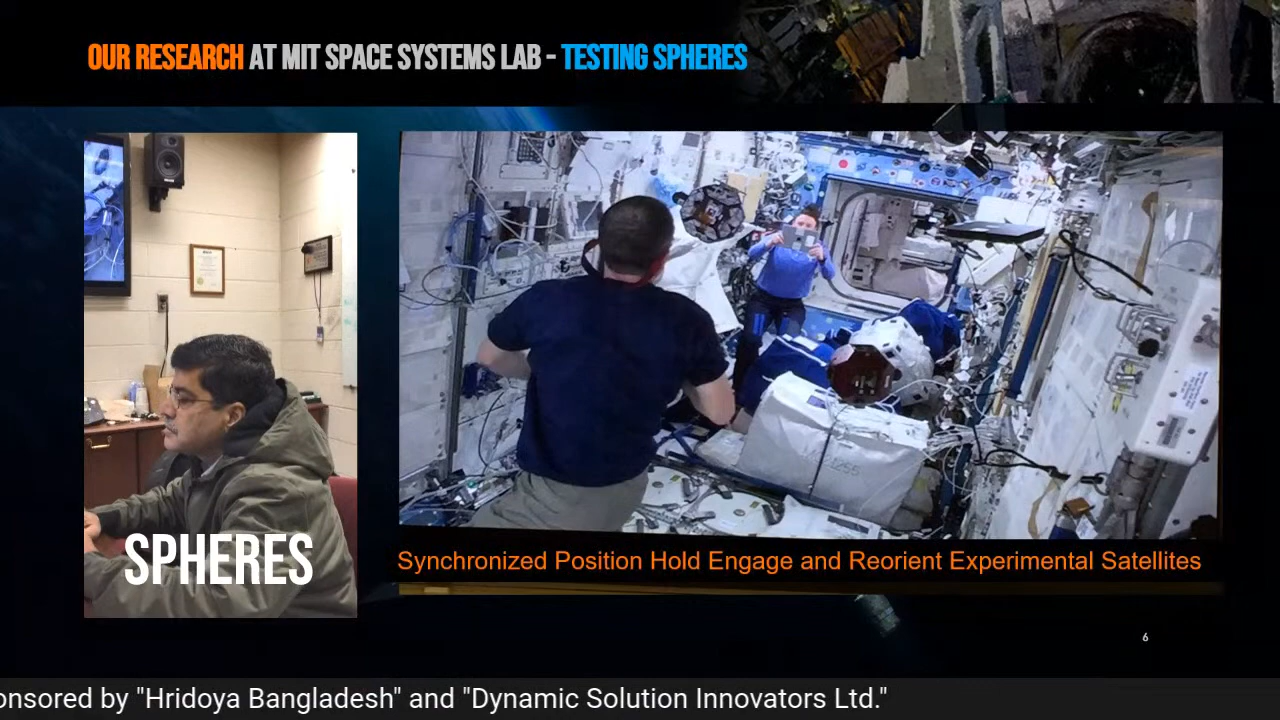 OUR RESEARCH AT MIT SPACE SYSTEMS LAB - TESTING SPHERES
SPHERES
Synchronized Position Hold Engage and Reorient Experimental Satellites
6
onsored by "Hridoya Bangladesh" and "Dynamic Solution Innovators Ltd."